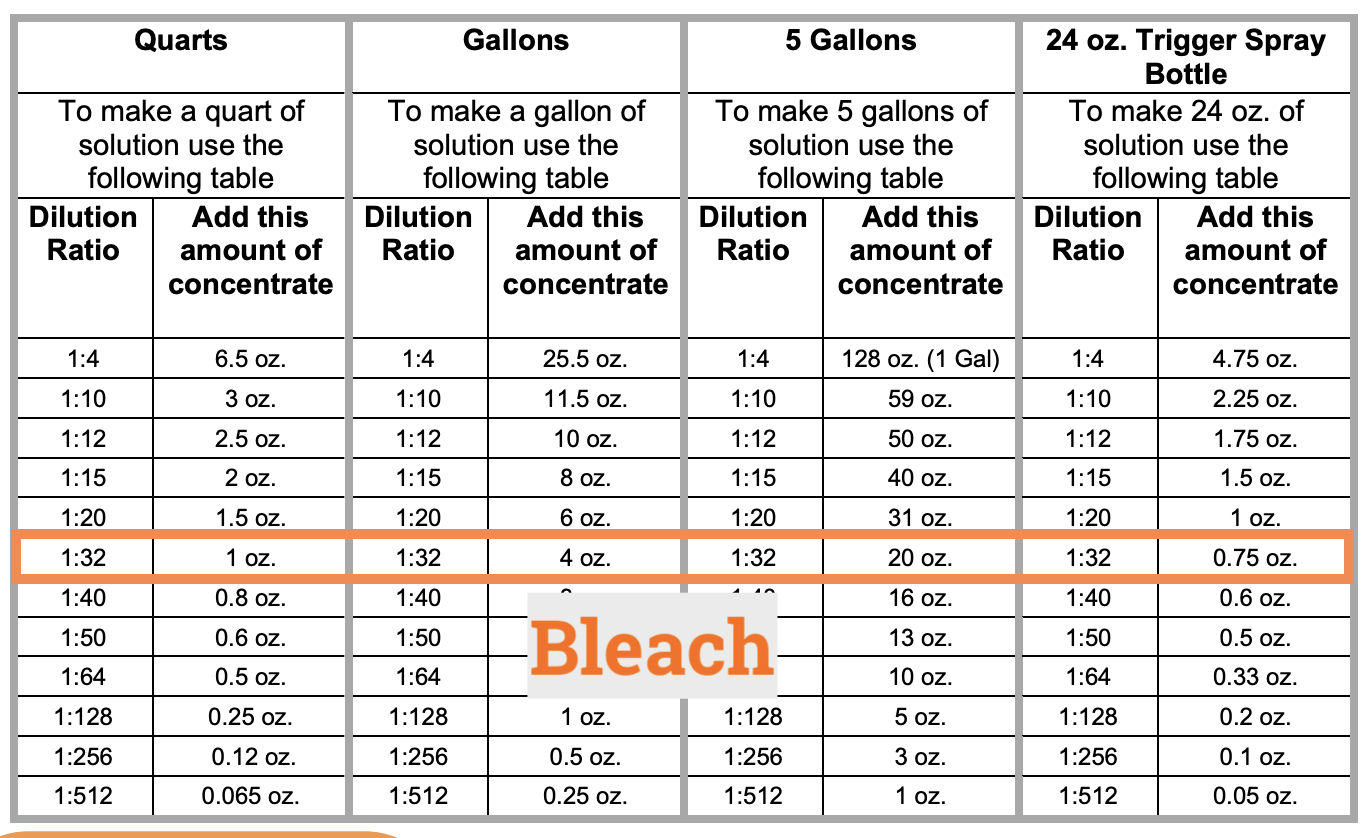 Quarts Gallons 5 Gallons 24 oz. Trigger Spray
Bottle
To make a quart of To make a gallon of To make 5 gallons of To make 24 oz. of
solution use the solution use the solution use the solution use the
following table following table following table following table
Dilution Add this Dilution Add this Dilution Add this Dilution Add this
Ratio amount of Ratio amount of Ratio amount of Ratio amount of
concentrate concentrate concentrate concentrate
1:4 6.5 oz. 1:4 25.5 oz. 1:4 128 oz. (1 Gal) 1:4 4.75 oz.
1:10 3 oz. 1:10 11.5 oz. 1:10 59 oz. 1:10 2.25 oz.
1:12 2.5 oz. 1:12 10 oz. 1:12 50 oz. 1:12 1.75 oz.
1:15 2 oz. 1:15 8 oz. 1:15 40 oz. 1:15 1.5 oz.
1:20 1.5 oz. 1:20 6 oz. 1:20 31 oz. 1:20 1 oz.
1:32 1 oz. 1:32 4 oz. 1:32 20 oz. 1:32 0.75 oz.
1:40 0.8 oz. 1:40 16 oz. 1:40 0.6 oz.
1:50 0.6 oz. 1:50 13 oz. 1:50 0.5 oz.
Bleach
1:64 0.5 oz. 1:64 10 oz. 1:64 0.33 oz.
1:128 0.25 oz. 1:128 1 oz. 1:128 5 oz. 1:128 0.2 oz.
1:256 0.12 oz. 1:256 0.5 oz. 1:256 3 oz. 1:256 0.1 oz.
1:512 0.065 oz. 1:512 0.25 oz. 1:512 1 oz. 1:512 0.05 oz.